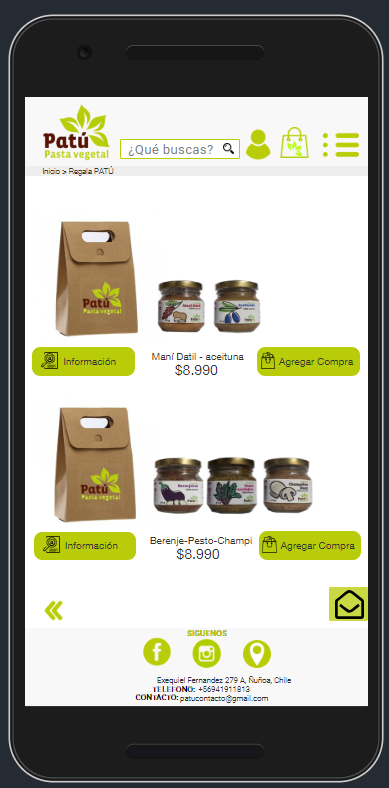 Patú
Pasta vegetal
¿Qué buscas?
Inicio > Regala PATÚ
Patú
Pasta vegetal
Información
Maní Datil - aceituna
$8.990
Agregar Compra
Patú
Pasta vegetal
Berenjena
Información
Berenje-Pesto-Champi
$8.990
Agregar Compra
SIGUENOS
Exequiel Fernandez 279 A, Ñuñoa, Chile
TELEFONO: +56941911813
CONTACTO: patucontacto@gmail.com